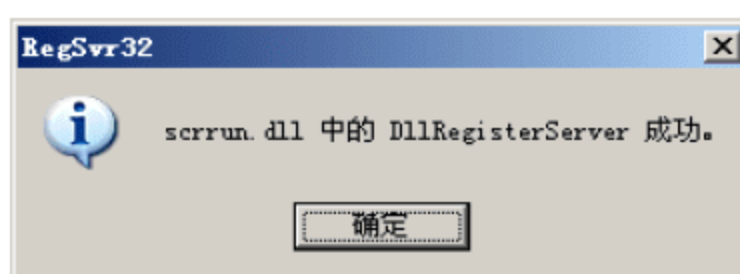 RegSvr32
scrrun.dll 中的 DllRegisterServer 成功。
确定